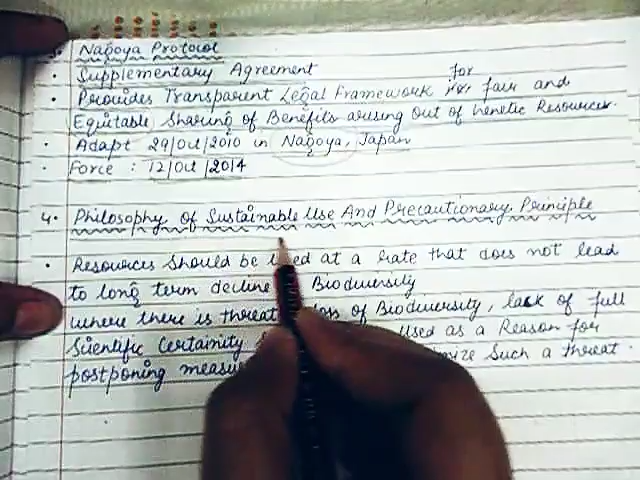 Nagoya Protocol
• Supplementary Agreement for
• Provides Transparent Legal Framework fair and
Equitable Sharing of Benefits arising out of Genetic Resources.
• Adapt 29/Oct/2010 in Nagoya, Japan
• Force : 12/Oct/2014
4. Philosophy of Sustainable Use And Precautionary Principle
• Resources should be used at a rate that does not lead
to long term decline Biodiversity
where there is threat loss of Biodiversity, lack of full
Scientific Certainity used as a Reason for
postponing such a threat.